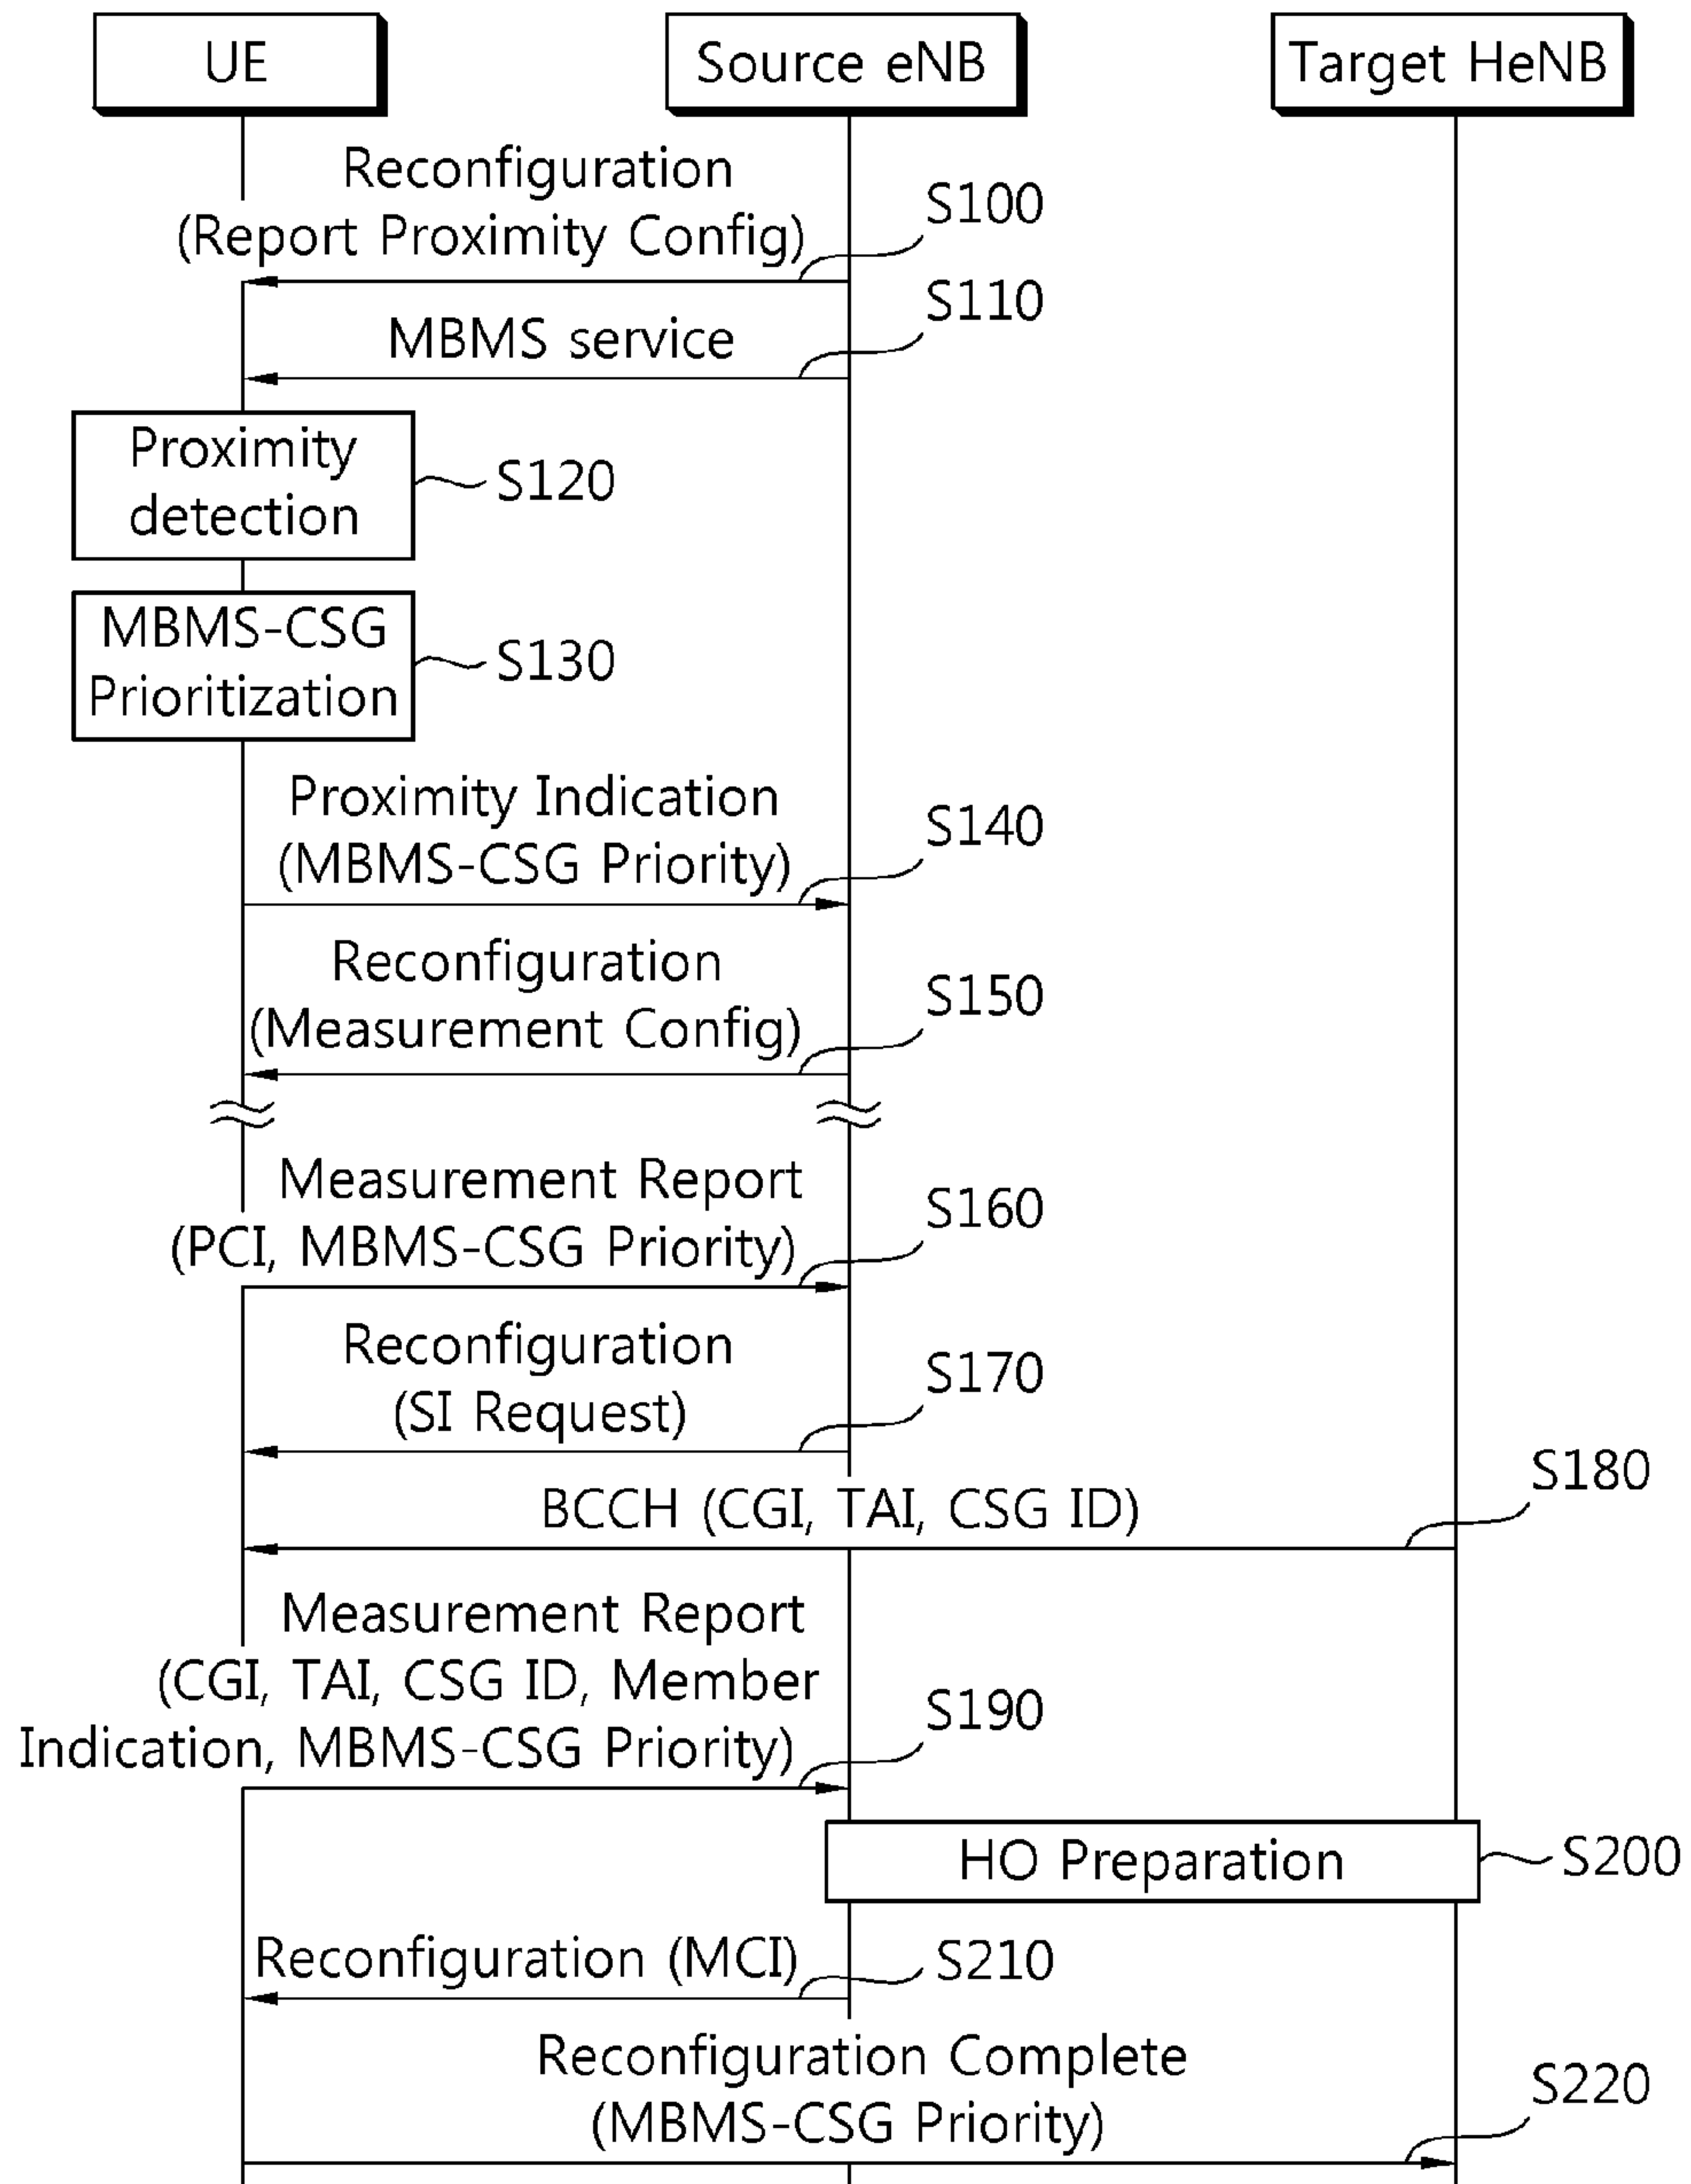 UE
Source eNB
Target HeNB
Reconfiguration
(Report Proximity Config)
S100
MBMS service
S110
Proximity
detection
S120
MBMS-CSG
Prioritization
S130
Proximity Indication
(MBMS-CSG Priority)
S140
Reconfiguration
(Measurement Config)
S150
Measurement Report
(PCI, MBMS-CSG Priority)
S160
Reconfiguration
(SI Request)
S170
BCCH (CGI, TAI, CSG ID)
S180
Measurement Report
(CGI, TAI, CSG ID, Member
Indication, MBMS-CSG Priority)
S190
HO Preparation
S200
Reconfiguration (MCI)
S210
Reconfiguration Complete
(MBMS-CSG Priority)
S220